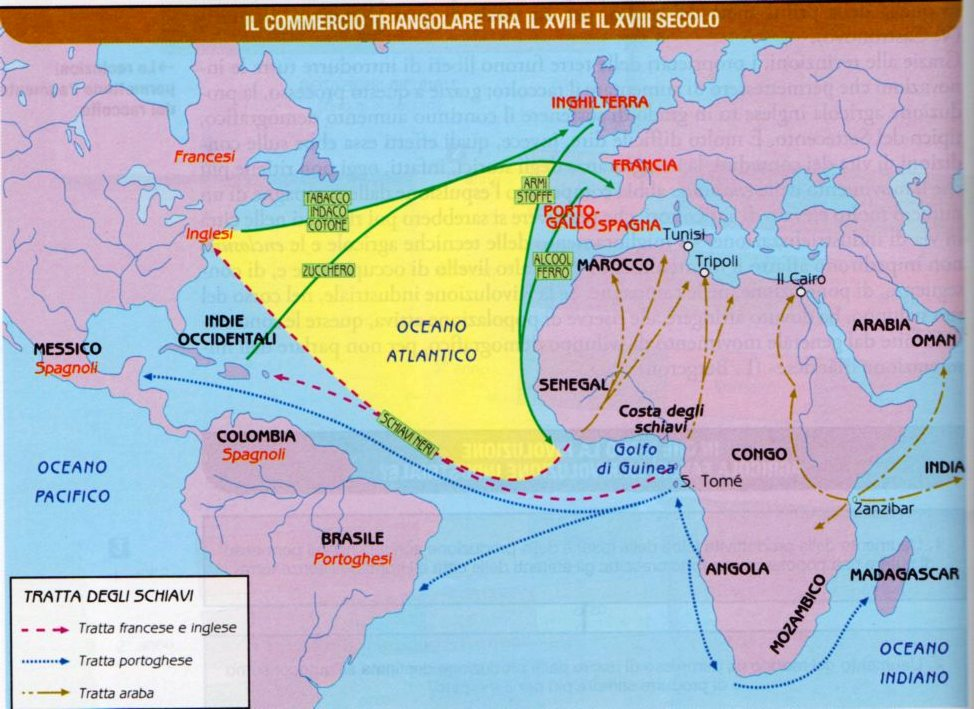 IL COMMERCIO TRIANGOLARE TRA IL XVII E IL XVIII SECOLO
INGHILTERRA
Francesi
FRANCIA
TABACCO
INDACO
COTONE
ARMI
STOFFE
PORTO-
GALLO
SPAGNA
Inglesi
Tunisi
ZUCCHERO
ALCOOL
FERRO
MAROCCO
Tripoli
Il Cairo
INDIE
OCCIDENTALI
OCEANO
ATLANTICO
ARABIA
OMAN
MESSICO
Spagnoli
SENEGAL
Costa degli
schiavi
SCHIAVI NERI
COLOMBIA
Spagnoli
Golfo
di Guinea
CONGO
OCEANO
PACIFICO
INDIA
S. Tomé
Zanzibar
BRASILE
Portoghesi
ANGOLA
MADAGASCAR
MOZAMBICO
OCEANO
INDIANO
TRATTA DEGLI SCHIAVI
Tratta francese e inglese
Tratta portoghese
Tratta araba